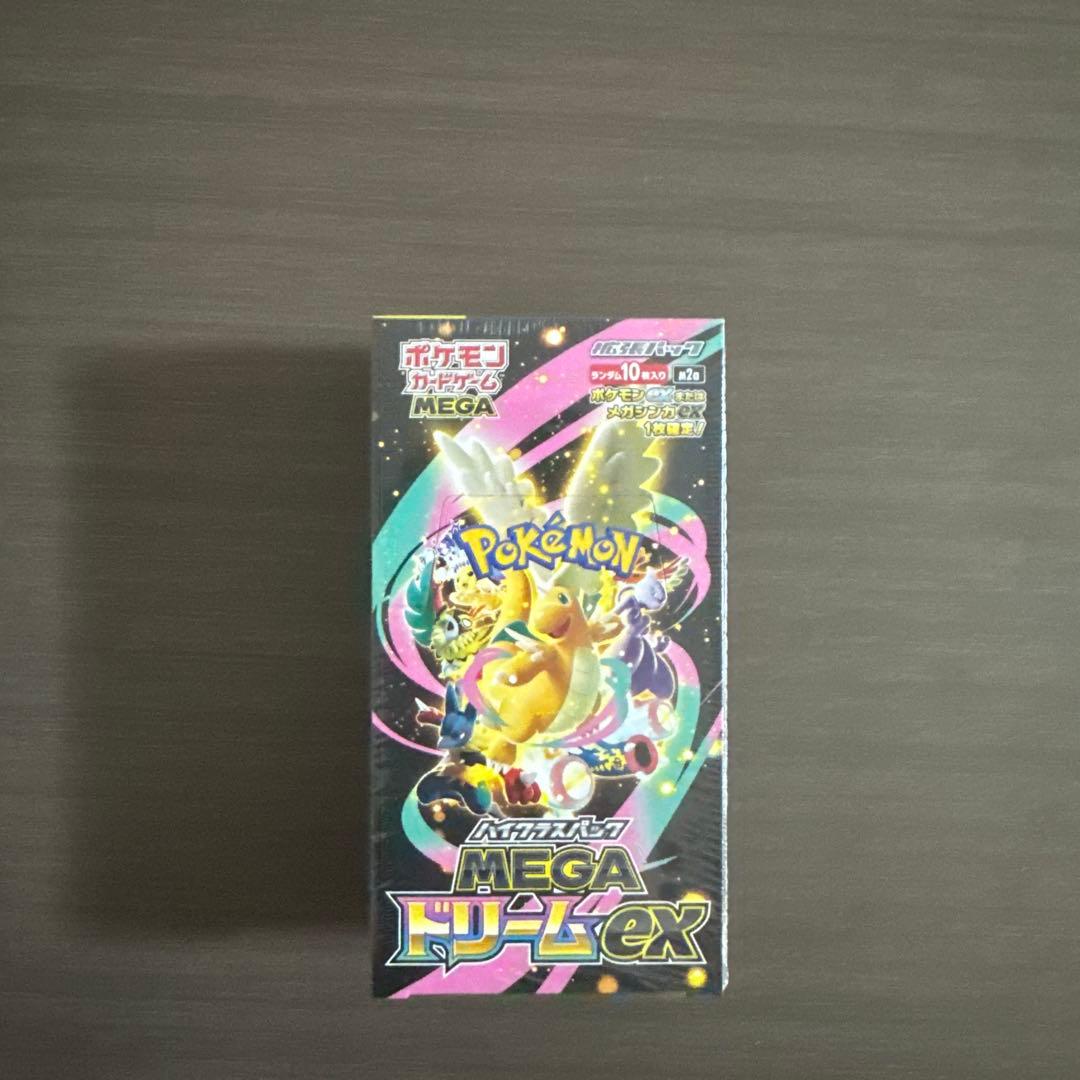 ポケモン
カードゲーム
MEGA
拡張パック
ランダム10枚入り M2a
ポケモンexまたは
メガシンカex
1枚確定!
POKéMON
ハイクラスパック
MEGA
ドリームex